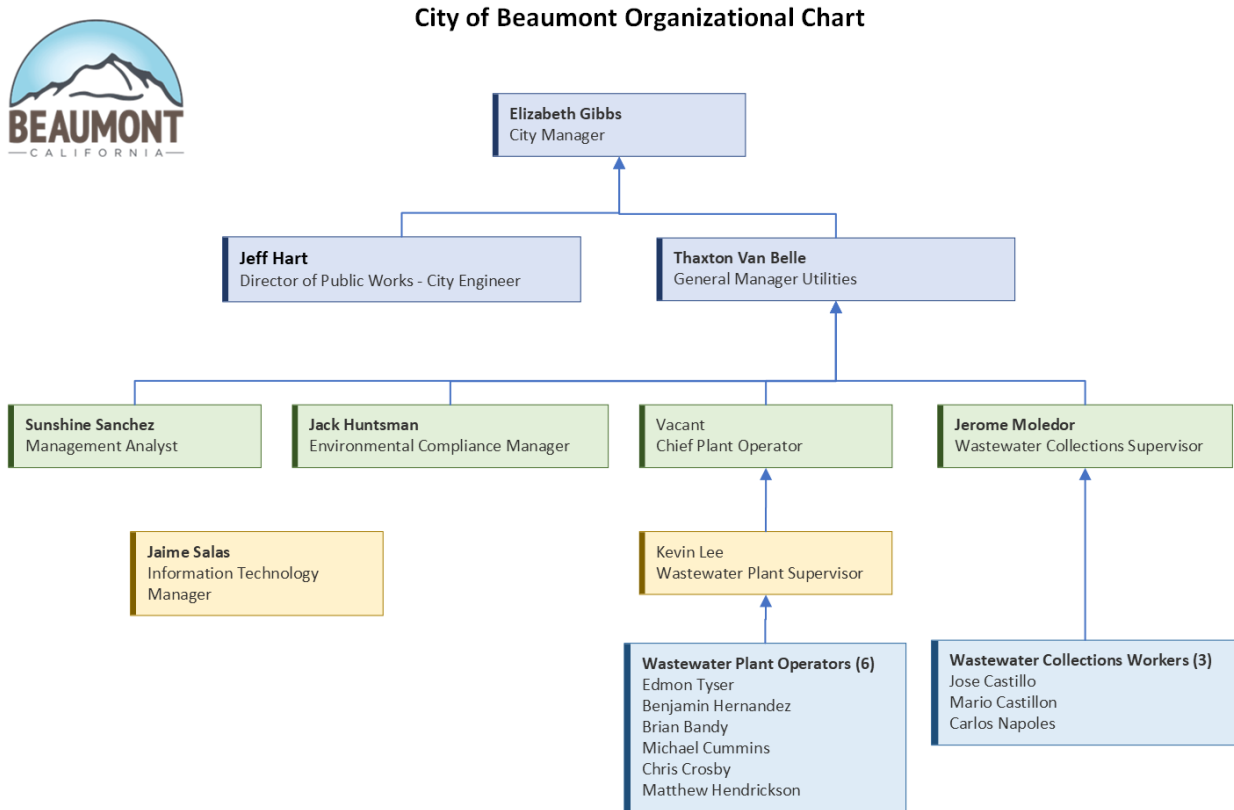 City of Beaumont Organizational Chart
BEAUMONT
CALIFORNIA
Elizabeth Gibbs
City Manager
Jeff Hart
Director of Public Works - City Engineer
Thaxton Van Belle
General Manager Utilities
Sunshine Sanchez
Management Analyst
Jack Huntsman
Environmental Compliance Manager
Vacant
Chief Plant Operator
Jerome Moledor
Wastewater Collections Supervisor
Jaime Salas
Information Technology
Manager
Kevin Lee
Wastewater Plant Supervisor
Wastewater Plant Operators (6)
Edmon Tyser
Benjamin Hernandez
Brian Bandy
Michael Cummins
Chris Crosby
Matthew Hendrickson
Wastewater Collections Workers (3)
Jose Castillo
Mario Castillon
Carlos Napoles